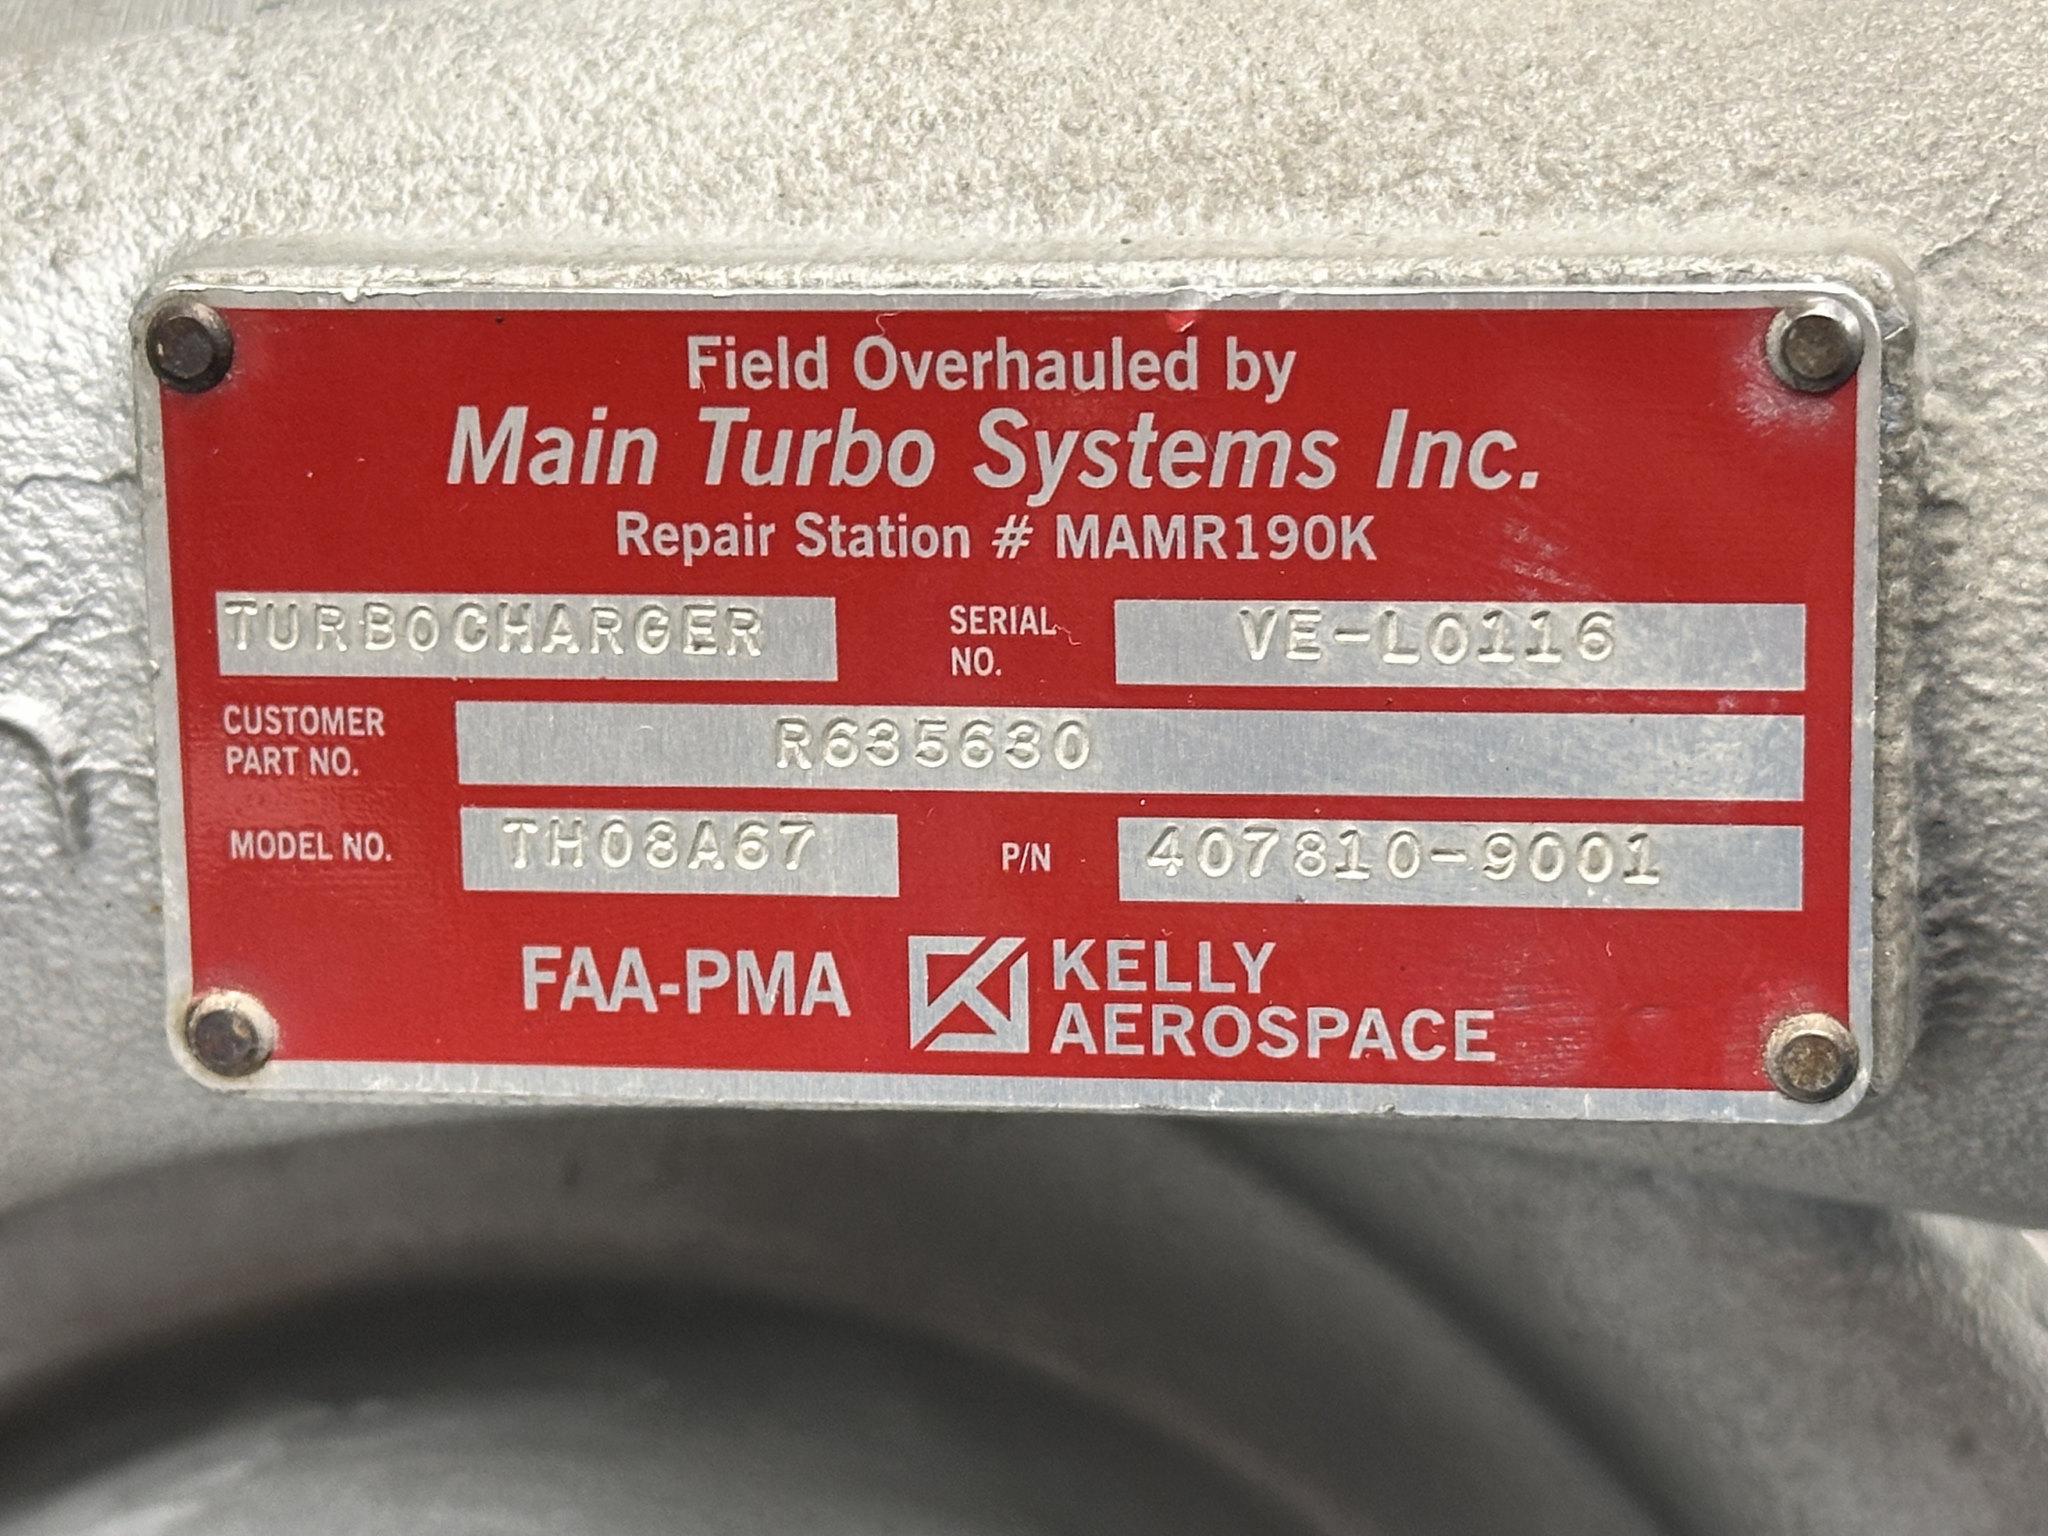 Field Overhauled by
Main Turbo Systems Inc.
Repair Station # MAMR190K
TURBOCHARGER SERIAL NO. VE-L0116
CUSTOMER PART NO. R635630
MODEL NO. TH08A67 P/N 407810-9001
FAA-PMA KELLY AEROSPACE